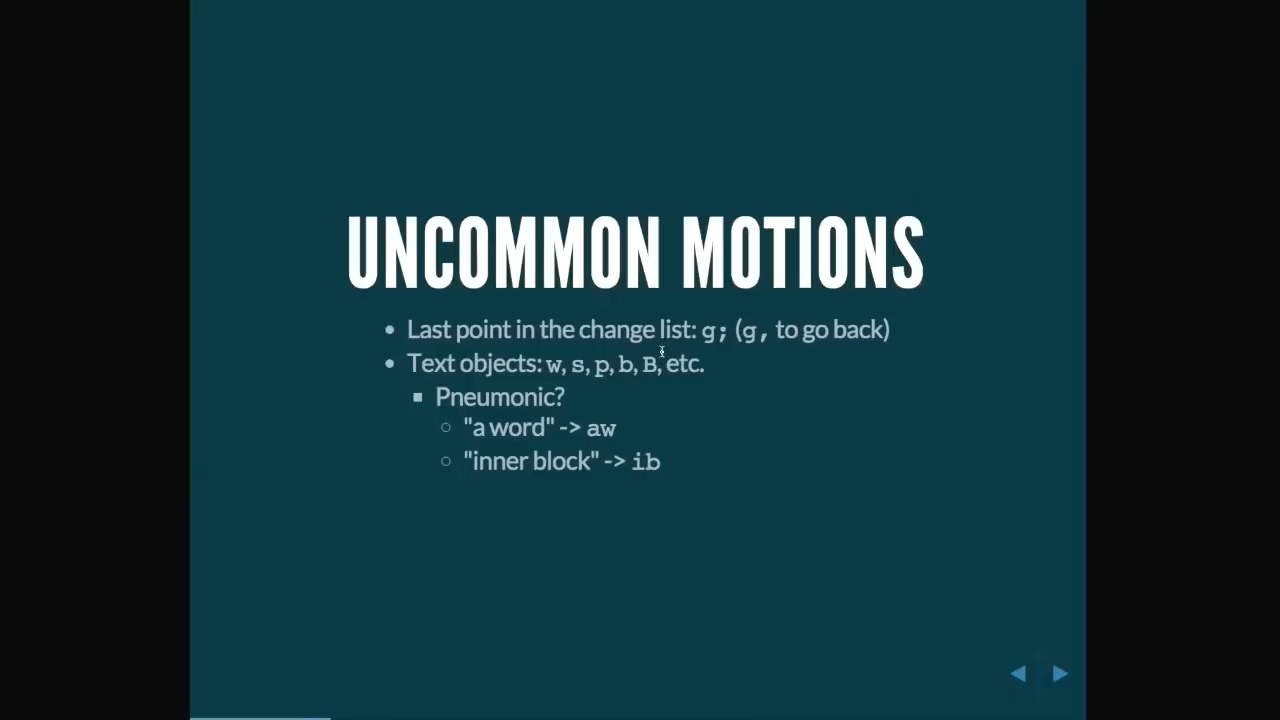 UNCOMMON MOTIONS
• Last point in the change list: g; (g, to go back)
• Text objects: w, s, p, b, B, etc.
▪ Pneumonic?
○ "a word" -> aw
○ "inner block" -> ib